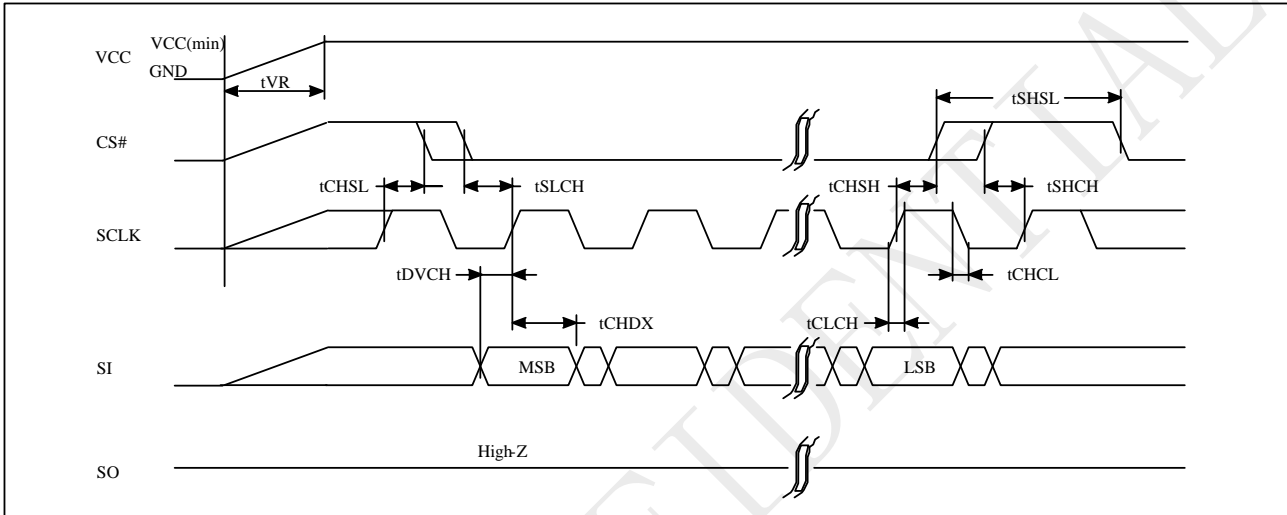 VCC
VCC(min)
GND
tVR
CS#
tSHSL
tCHSL
tSLCH
tCHSH
tSHCH
SCLK
tDVCH
tCHCL
tCHDX
tCLCH
SI
MSB
LSB
High-Z
SO